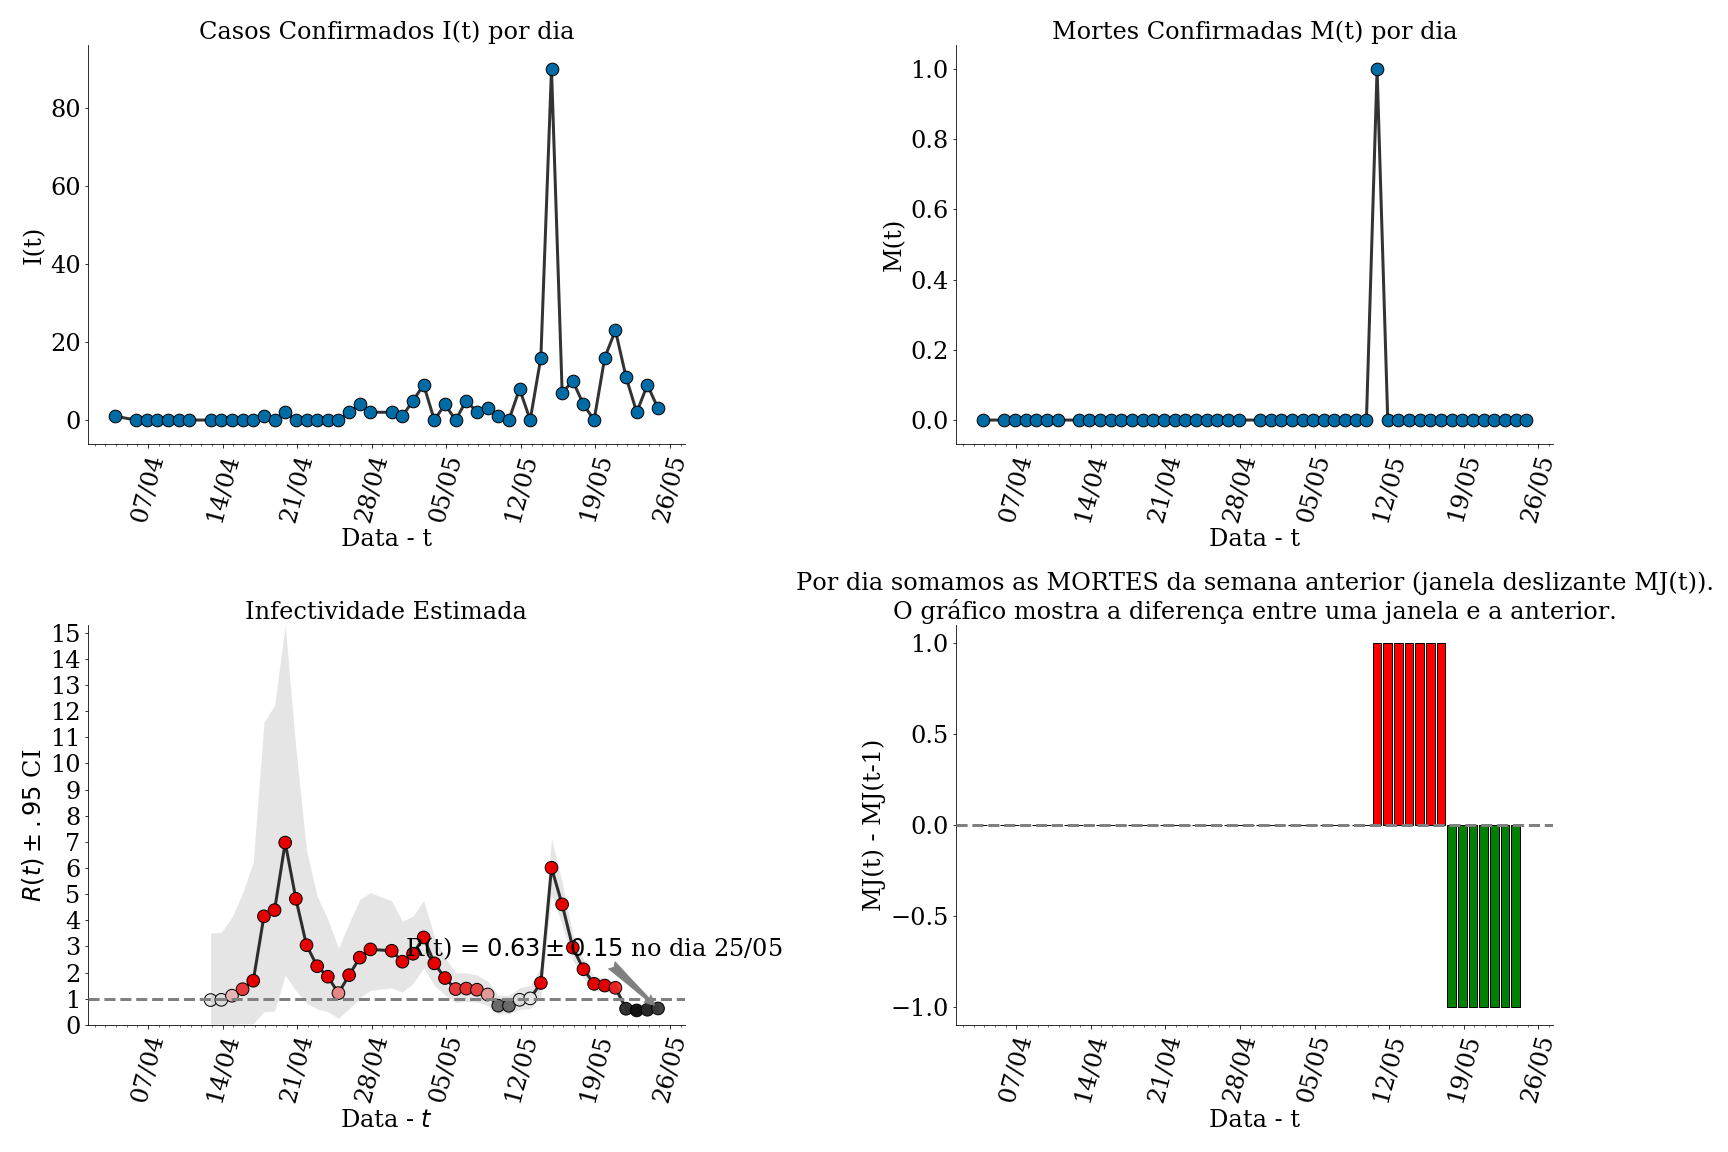 Casos Confirmados I(t) por dia
I(t)
80
60
40
20
0
07/04 14/04 21/04 28/04 05/05 12/05 19/05 26/05
Data - t
Mortes Confirmadas M(t) por dia
M(t)
1.0
0.8
0.6
0.4
0.2
0.0
07/04 14/04 21/04 28/04 05/05 12/05 19/05 26/05
Data - t
Infectividade Estimada
R(t) ± .95 CI
15
14
13
12
11
10
9
8
7
6
5
4
3
2
1
0
R(t) = 0.63 ± 0.15 no dia 25/05
07/04 14/04 21/04 28/04 05/05 12/05 19/05 26/05
Data - t
Por dia somamos as MORTES da semana anterior (janela deslizante MJ(t)).
O gráfico mostra a diferença entre uma janela e a anterior.
MJ(t) - MJ(t-1)
1.0
0.5
0.0
−0.5
−1.0
07/04 14/04 21/04 28/04 05/05 12/05 19/05 26/05
Data - t